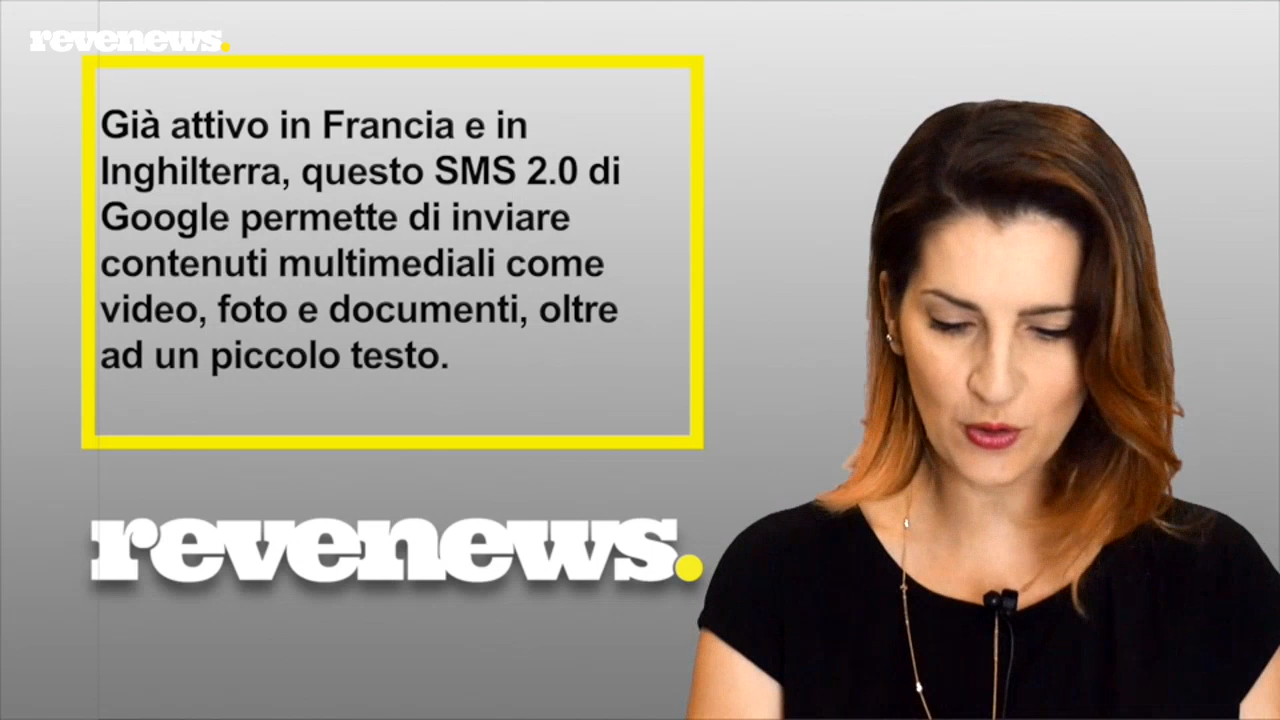 revenews.
Già attivo in Francia e in
Inghilterra, questo SMS 2.0 di
Google permette di inviare
contenuti multimediali come
video, foto e documenti, oltre
ad un piccolo testo.
revenews.